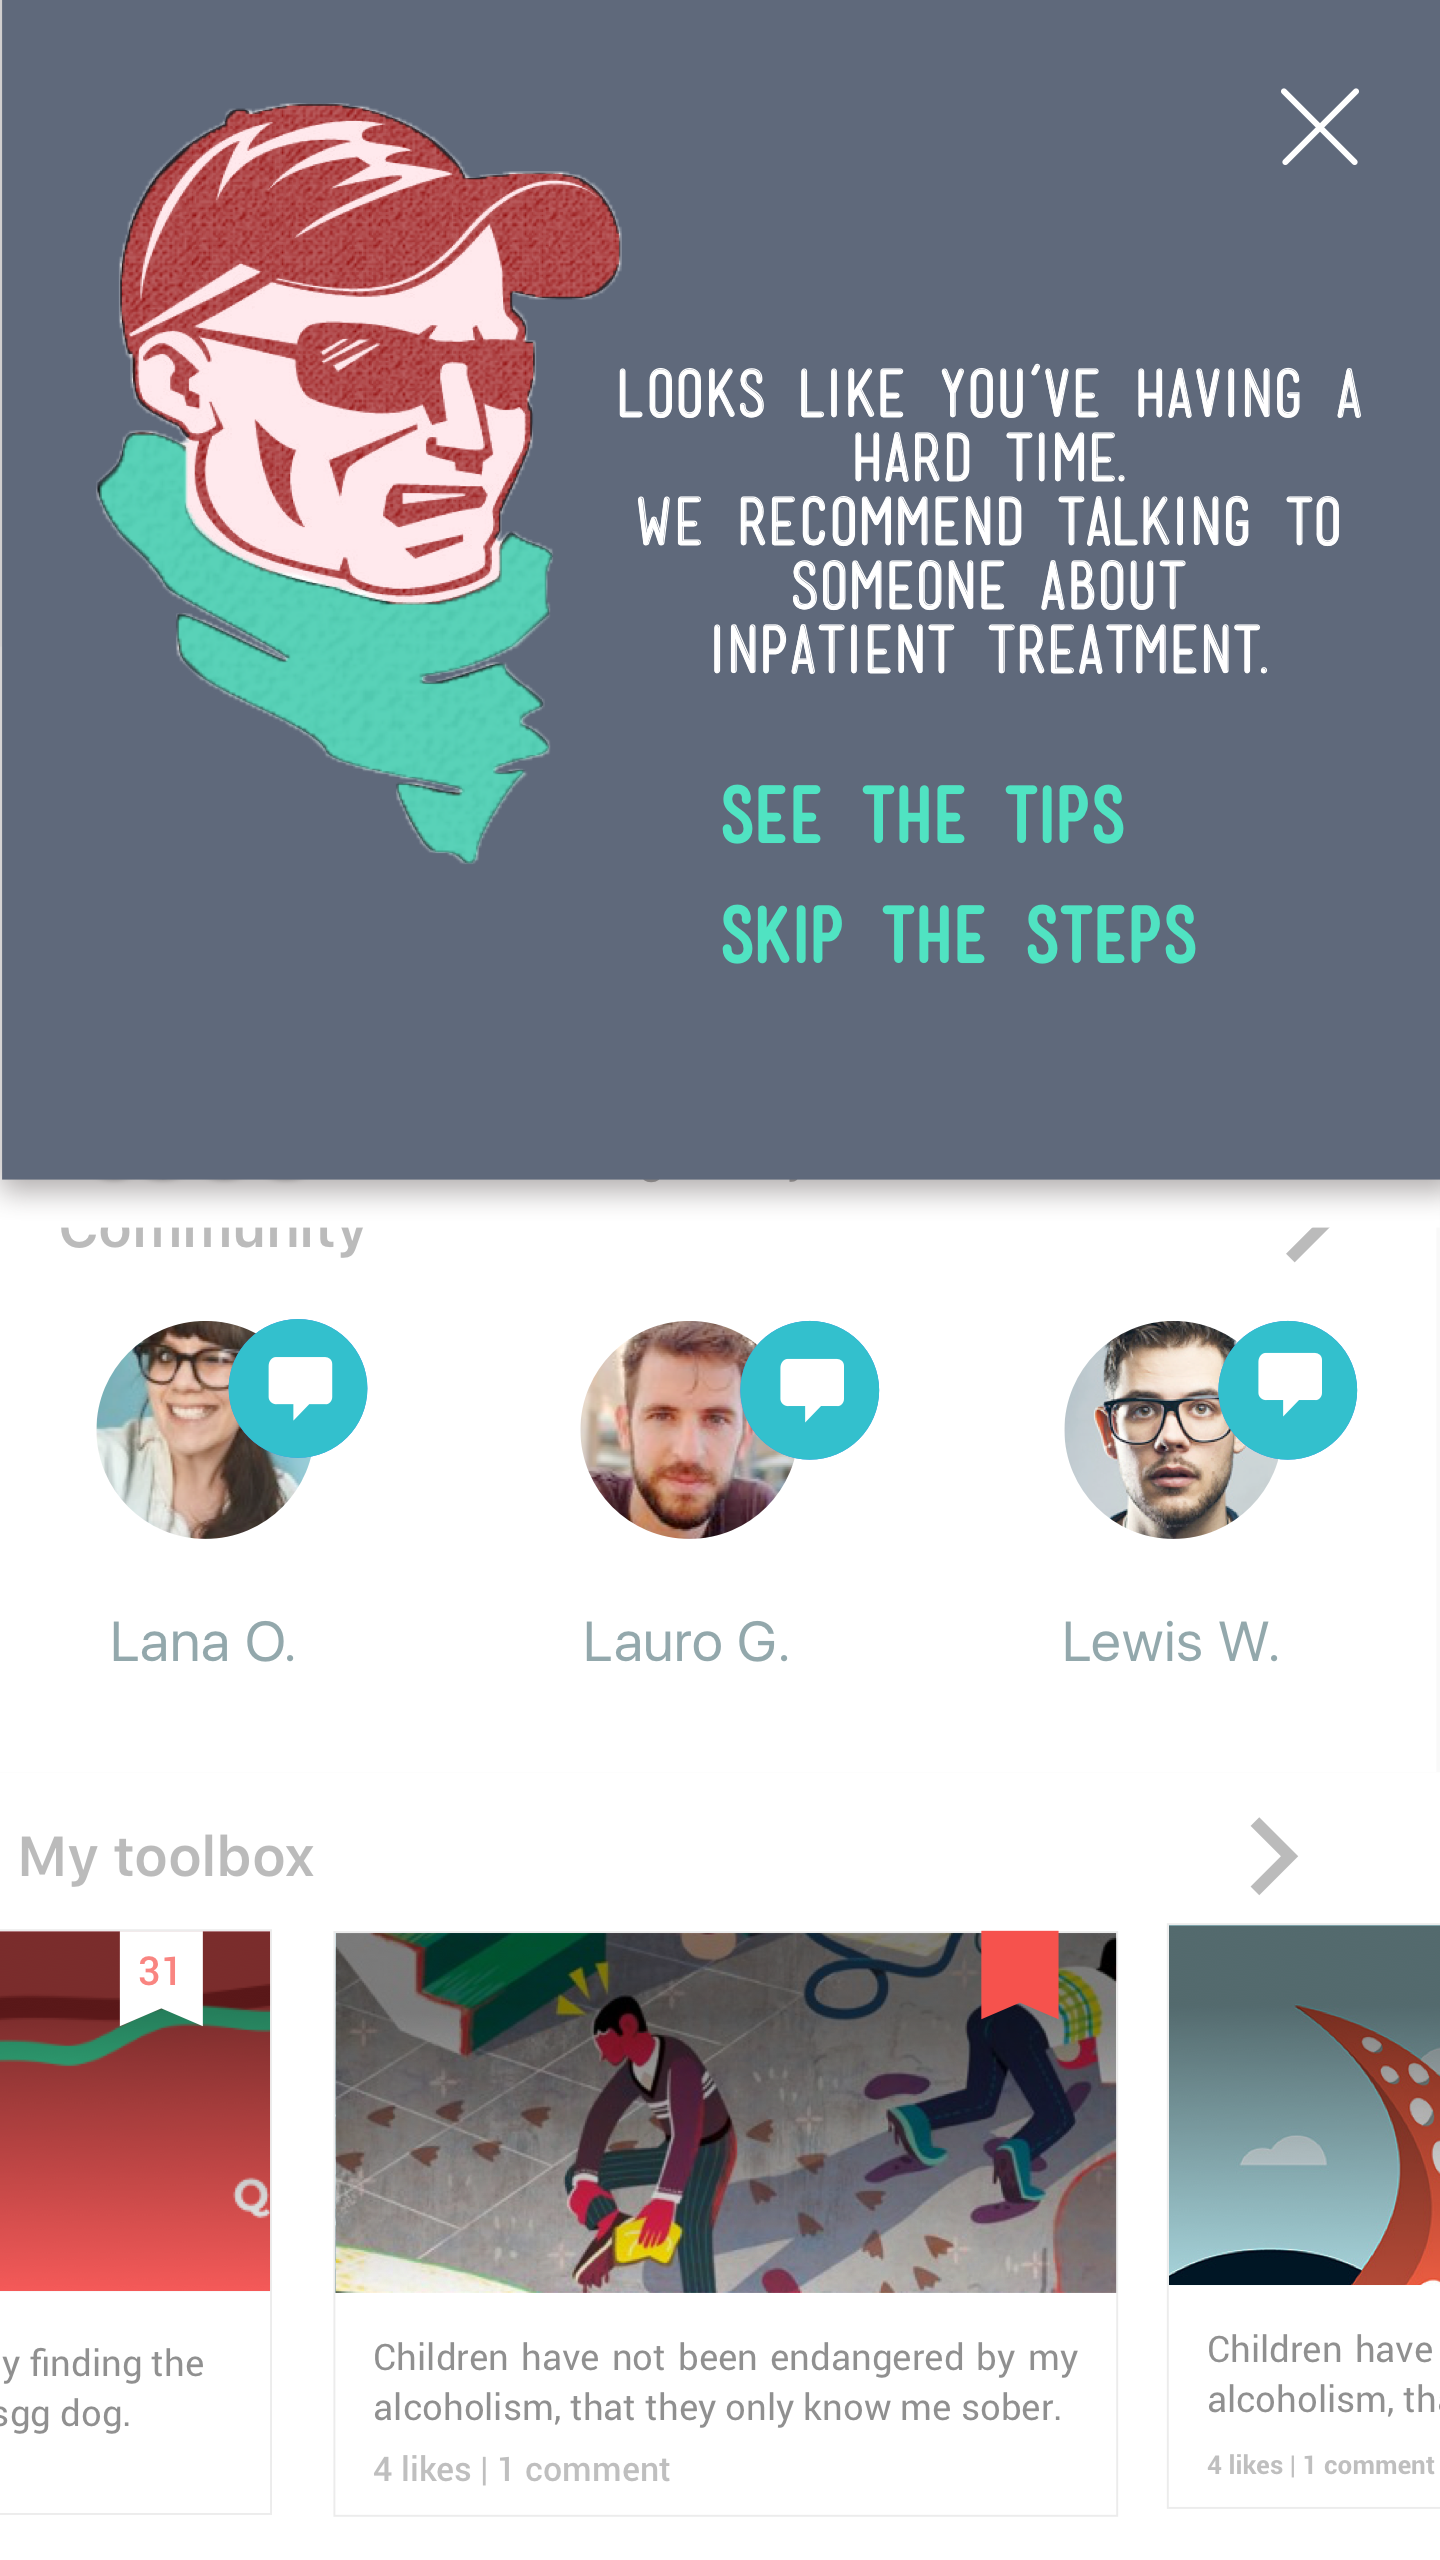 LOOKS LIKE YOU'VE HAVING A
HARD TIME.
WE RECOMMEND TALKING TO
SOMEONE ABOUT
INPATIENT TREATMENT.
SEE THE TIPS
SKIP THE STEPS
Community
Lana O.
Lauro G.
Lewis W.
My toolbox
31
Q
y finding the
sgg dog.
Children have not been endangered by my
alcoholism, that they only know me sober.
4 likes | 1 comment
Children have
alcoholism, th
4 likes | 1 comment